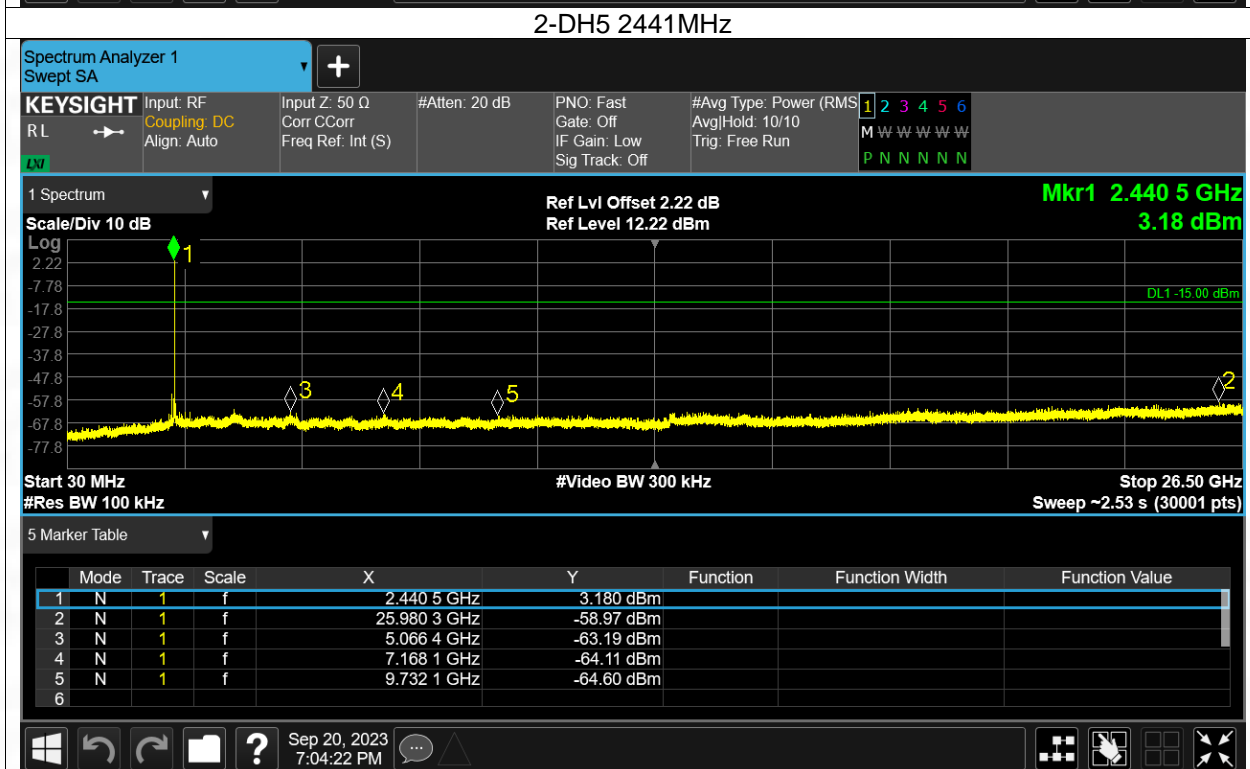 2-DH5 2441MHz
Spectrum Analyzer 1
Swept SA
KEYSIGHT Input: RF Input Z: 50 Ω #Atten: 20 dB PNO: Fast #Avg Type: Power (RMS 1 2 3 4 5 6
RL Coupling: DC Corr CCorr Gate: Off Avg|Hold: 10/10 M W W W W W
Align: Auto Freq Ref: Int (S) IF Gain: Low Trig: Free Run
LXI Sig Track: Off P N N N N N
1 Spectrum Ref Lvl Offset 2.22 dB Mkr1 2.440 5 GHz
Scale/Div 10 dB Ref Level 12.22 dBm 3.18 dBm
Log
1
2.22
-7.78
DL1 -15.00 dBm
-17.8
-27.8
-37.8
-47.8
3 4 5 2
-57.8
-67.8
-77.8
Start 30 MHz #Video BW 300 kHz Stop 26.50 GHz
#Res BW 100 kHz Sweep ~2.53 s (30001 pts)
5 Marker Table
Mode Trace Scale X Y Function Function Width Function Value
1 N 1 f 2.440 5 GHz 3.180 dBm
2 N 1 f 25.980 3 GHz -58.97 dBm
3 N 1 f 5.066 4 GHz -63.19 dBm
4 N 1 f 7.168 1 GHz -64.11 dBm
5 N 1 f 9.732 1 GHz -64.60 dBm
6
? Sep 20, 2023
7:04:22 PM